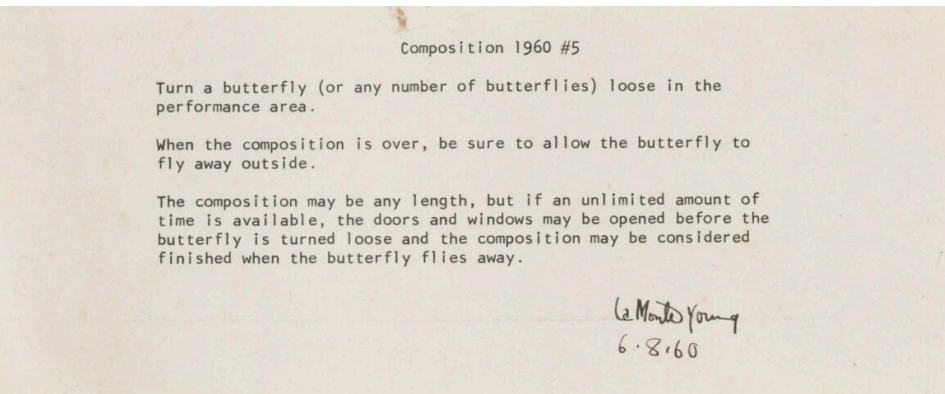 Composition 1960 #5
Turn a butterfly (or any number of butterflies) loose in the
performance area.
When the composition is over, be sure to allow the butterfly to
fly away outside.
The composition may be any length, but if an unlimited amount of
time is available, the doors and windows may be opened before the
butterfly is turned loose and the composition may be considered
finished when the butterfly flies away.
La Monte Young
6.8.60